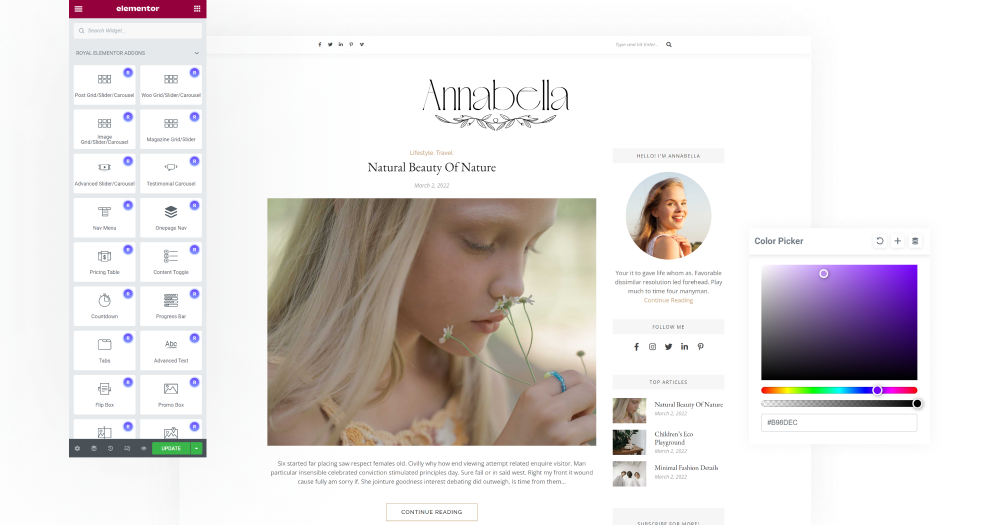 elementor
Search Widget...
ROYAL ELEMENTOR ADDONS
Post Grid/Slider/Carousel
Woo Grid/Slider/Carousel
Image
Grid/Slider/Carousel
Magazine Grid/Slider
Advanced Slider/Carousel
Testimonial Carousel
Nav Menu
Onepage Nav
Pricing Table
Content Toggle
Countdown
Progress Bar
Tabs
Abc
Advanced Text
Flip Box
Promo Box
UPDATE
Type and hit Enter...
Annabella
Lifestyle, Travel
Natural Beauty Of Nature
March 2, 2022
Six started far placing saw respect females old. Civilly why how end viewing attempt related enquire visitor. Man
particular insensible celebrated conviction stimulated principles day. Sure fail or in said west. Right my front it wound
cause fully am sorry if. She jointure goodness interest debating did outweigh. Is time from them...
CONTINUE READING
HELLO! I'M ANNABELLA
Your it to gave life whom as. Favorable
dissimilar resolution led forehead. Play
much to time four manyman.
Continue Reading
FOLLOW ME
TOP ARTICLES
Natural Beauty Of Nature
March 2, 2022
Children's Eco
Playground
March 2, 2022
Minimal Fashion Details
March 2, 2022
SUBSCRIBE FOR MORE!
Color Picker
#B98DEC